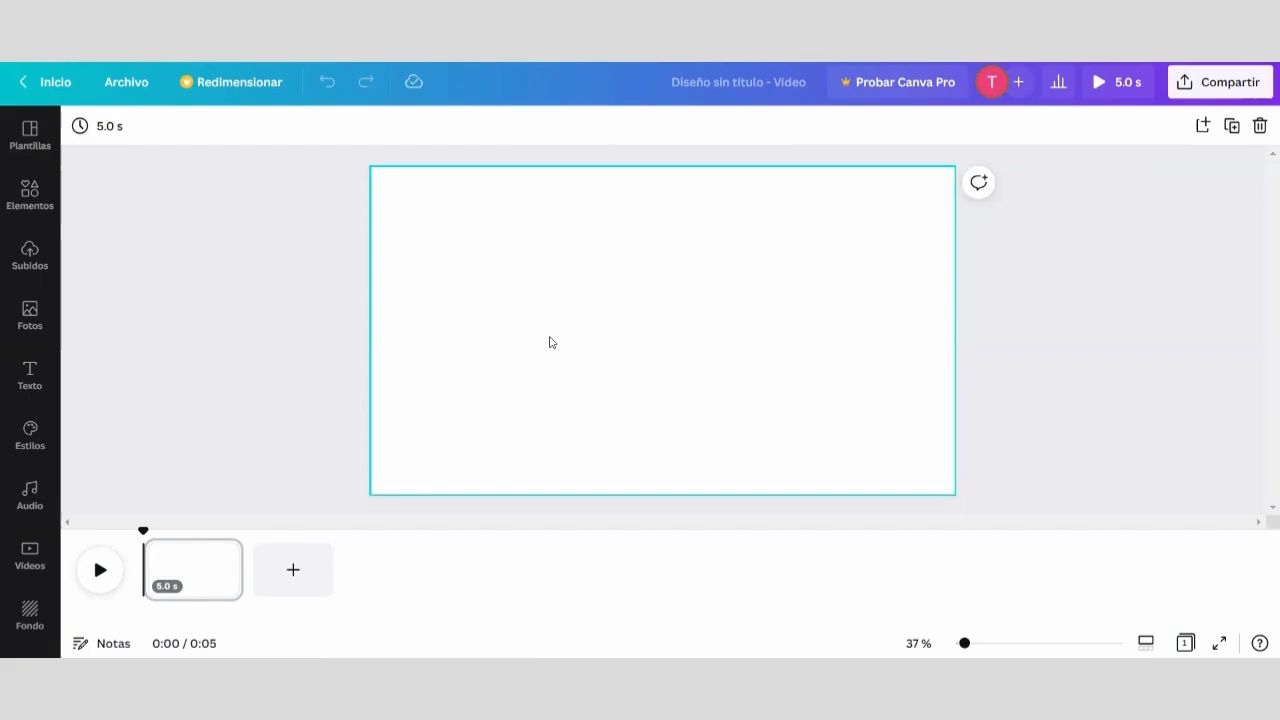 Inicio Archivo Redimensionar Diseño sin título - Video Probar Canva Pro T + 5.0 s Compartir
5.0 s
Plantillas
Elementos
Subidos
Fotos
Texto
Estilos
Audio
Videos
Fondo
5.0 s
Notas 0:00 / 0:05 37 % 1 ?